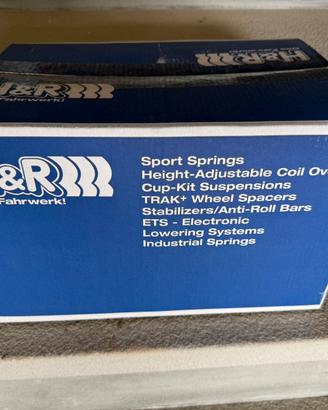 H&R
&R
Fahrwerk!
&R
Fahrwerk!
Sport Springs
Height-Adjustable Coil Ov
Cup-Kit Suspensions
TRAK+ Wheel Spacers
Stabilizers/Anti-Roll Bars
ETS - Electronic
Lowering Systems
Industrial Springs